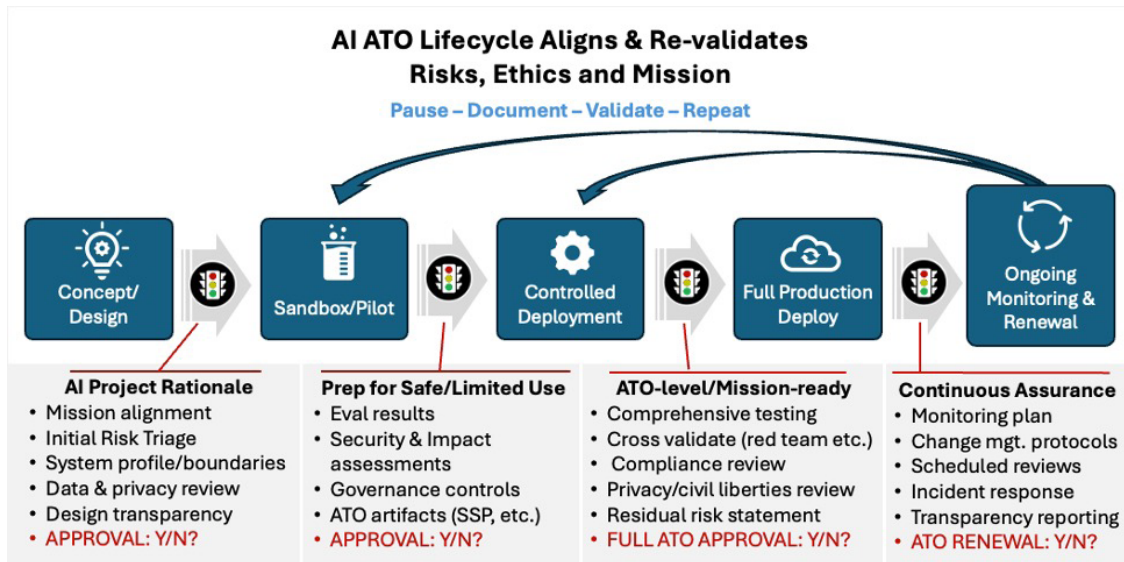 AI ATO Lifecycle Aligns & Re-validates
Risks, Ethics and Mission
Pause – Document – Validate – Repeat
Concept/
Design
Sandbox/Pilot
Controlled
Deployment
Full Production
Deploy
Ongoing
Monitoring &
Renewal
AI Project Rationale
• Mission alignment
• Initial Risk Triage
• System profile/boundaries
• Data & privacy review
• Design transparency
• APPROVAL: Y/N?
Prep for Safe/Limited Use
• Eval results
• Security & Impact
assessments
• Governance controls
• ATO artifacts (SSP, etc.)
• APPROVAL: Y/N?
ATO-level/Mission-ready
• Comprehensive testing
• Cross validate (red team etc.)
• Compliance review
• Privacy/civil liberties review
• Residual risk statement
• FULL ATO APPROVAL: Y/N?
Continuous Assurance
• Monitoring plan
• Change mgt. protocols
• Scheduled reviews
• Incident response
• Transparency reporting
• ATO RENEWAL: Y/N?